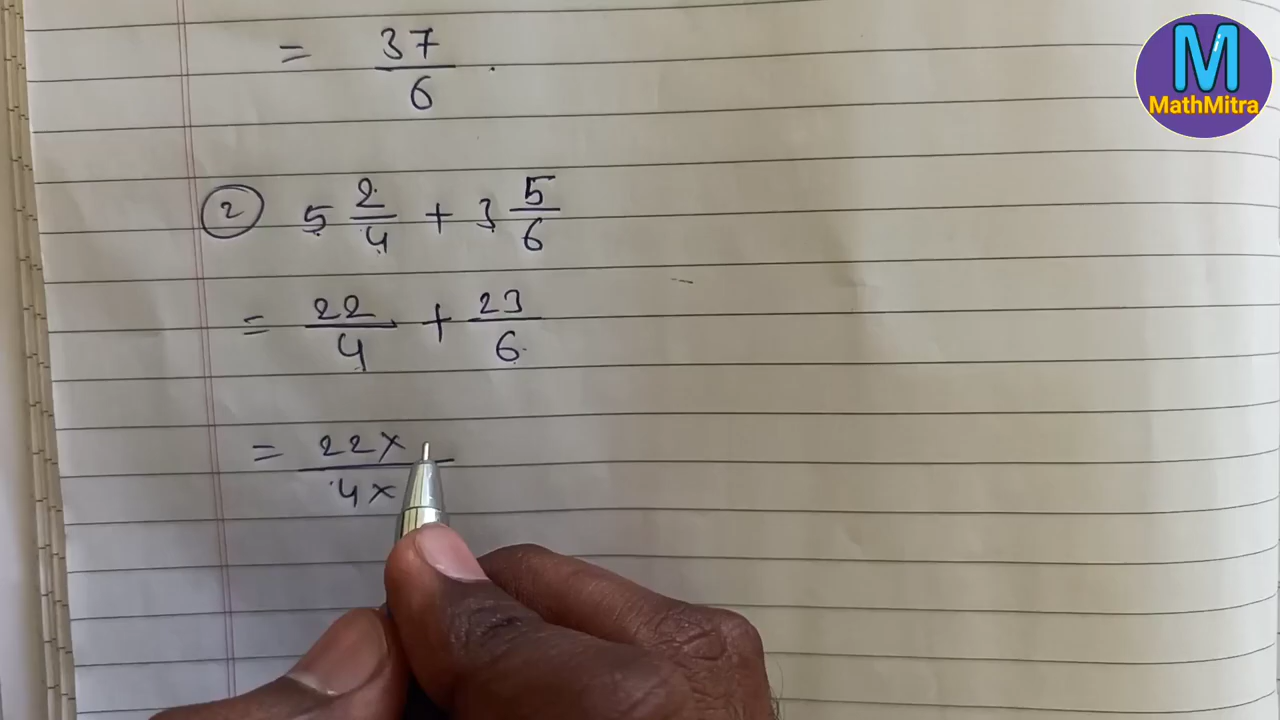 M
MathMitra
= 37/6 .
2 5 2/4 + 3 5/6
= 22/4 + 23/6
= 22×/4×